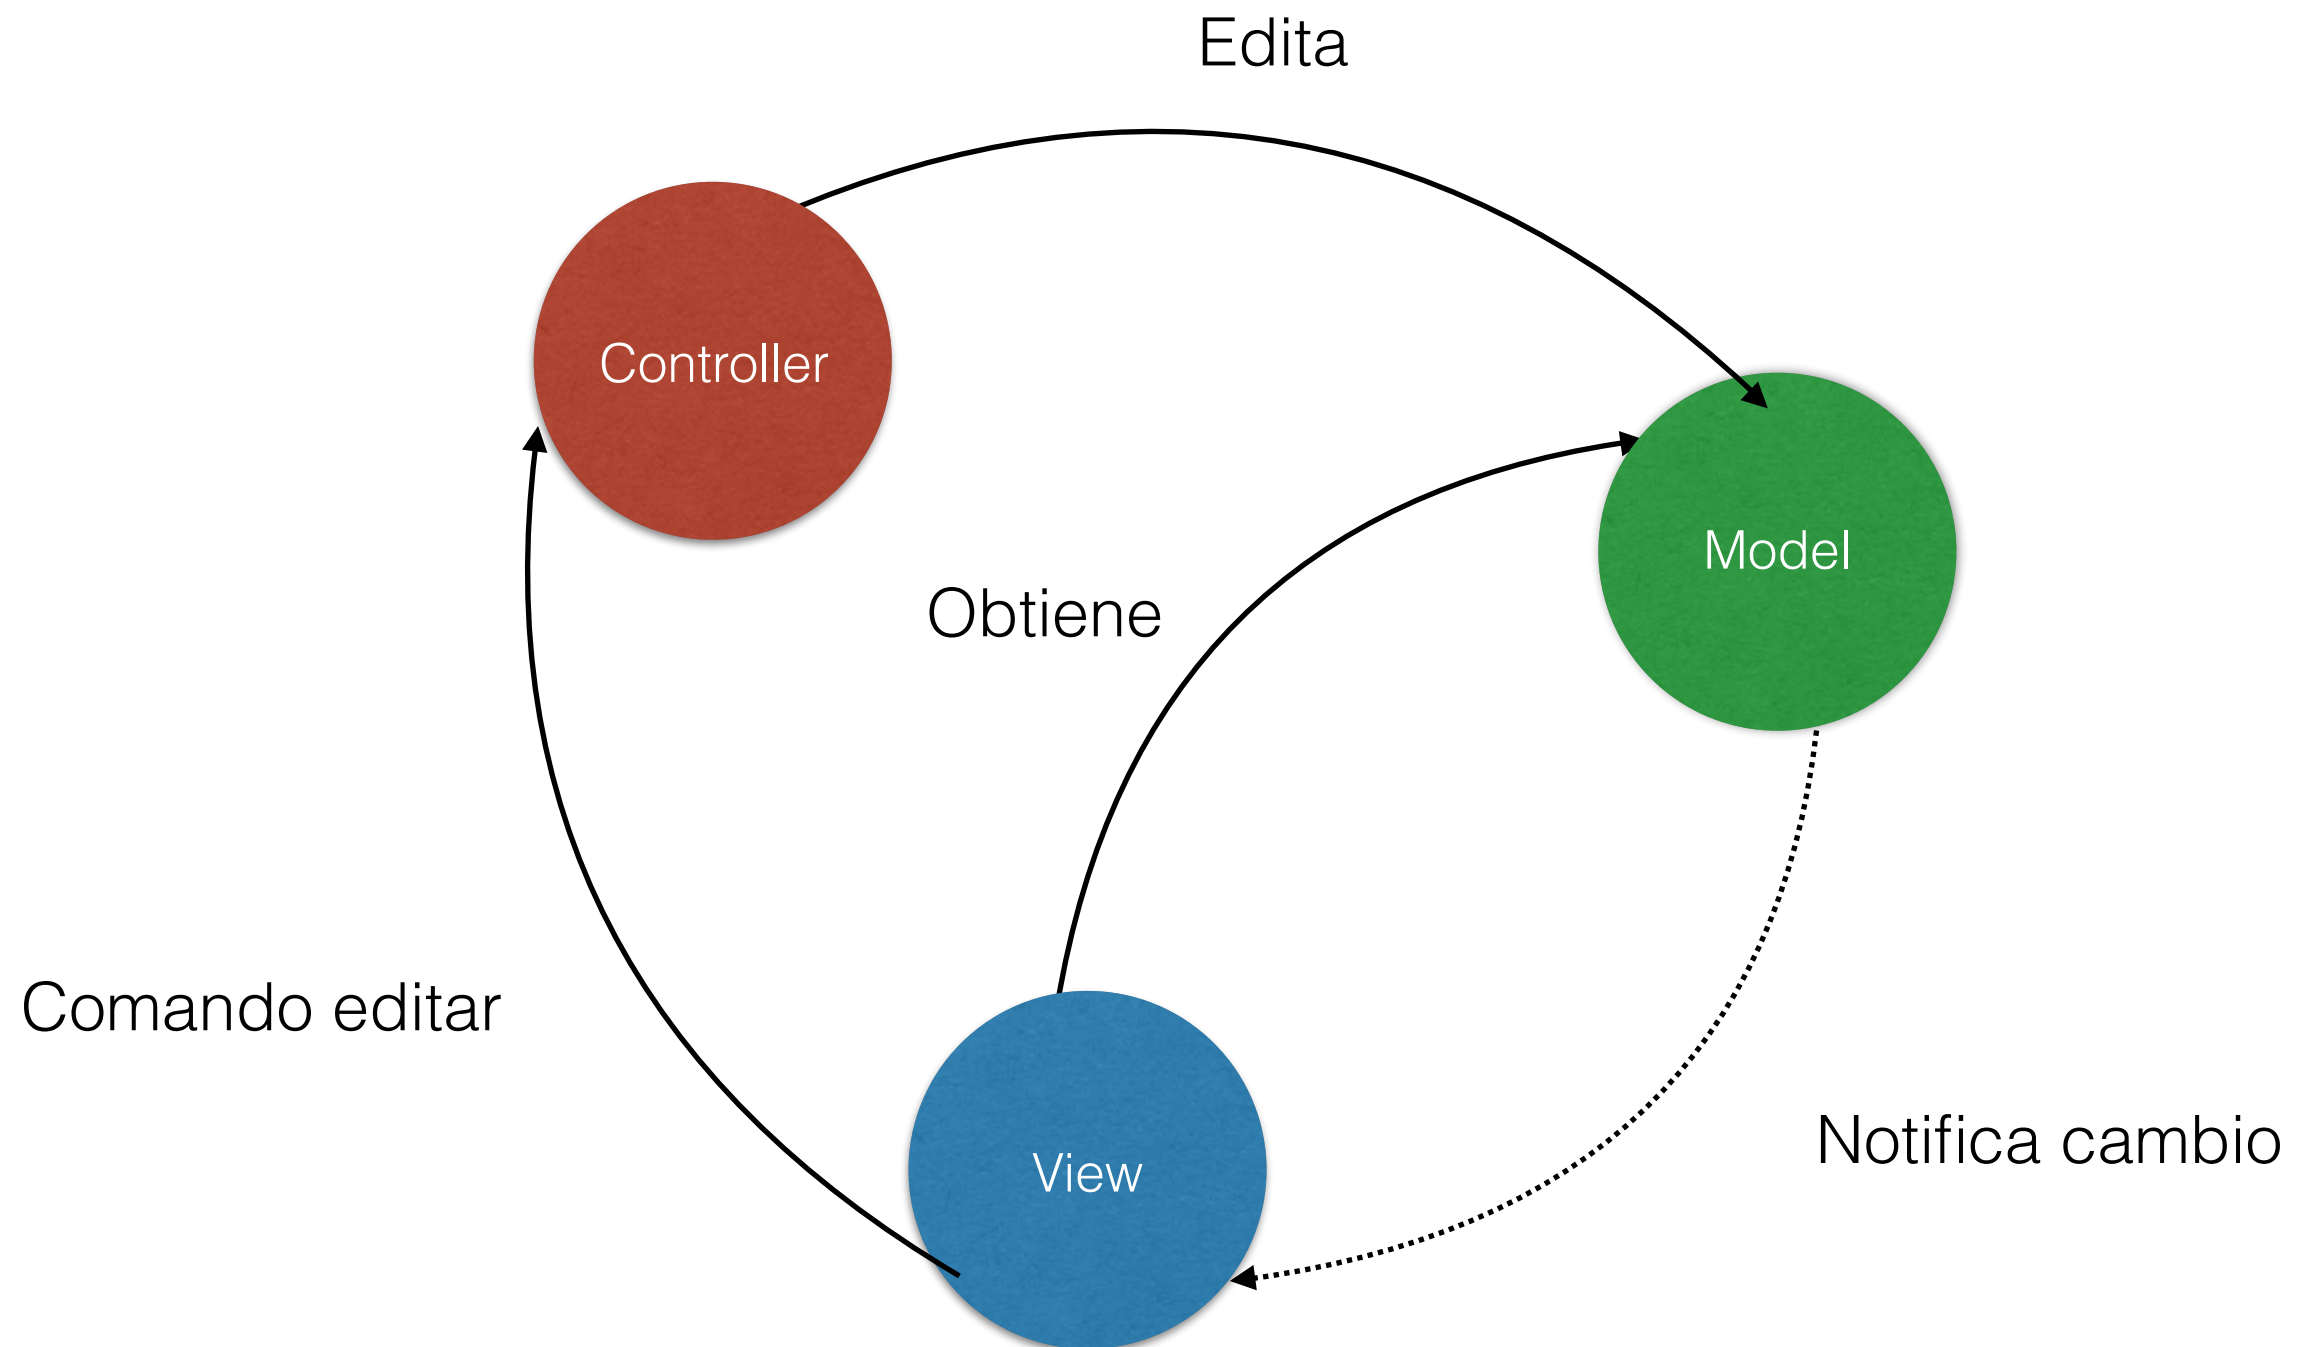 Edita
Controller
Model
Obtiene
Comando editar
Notifica cambio
View